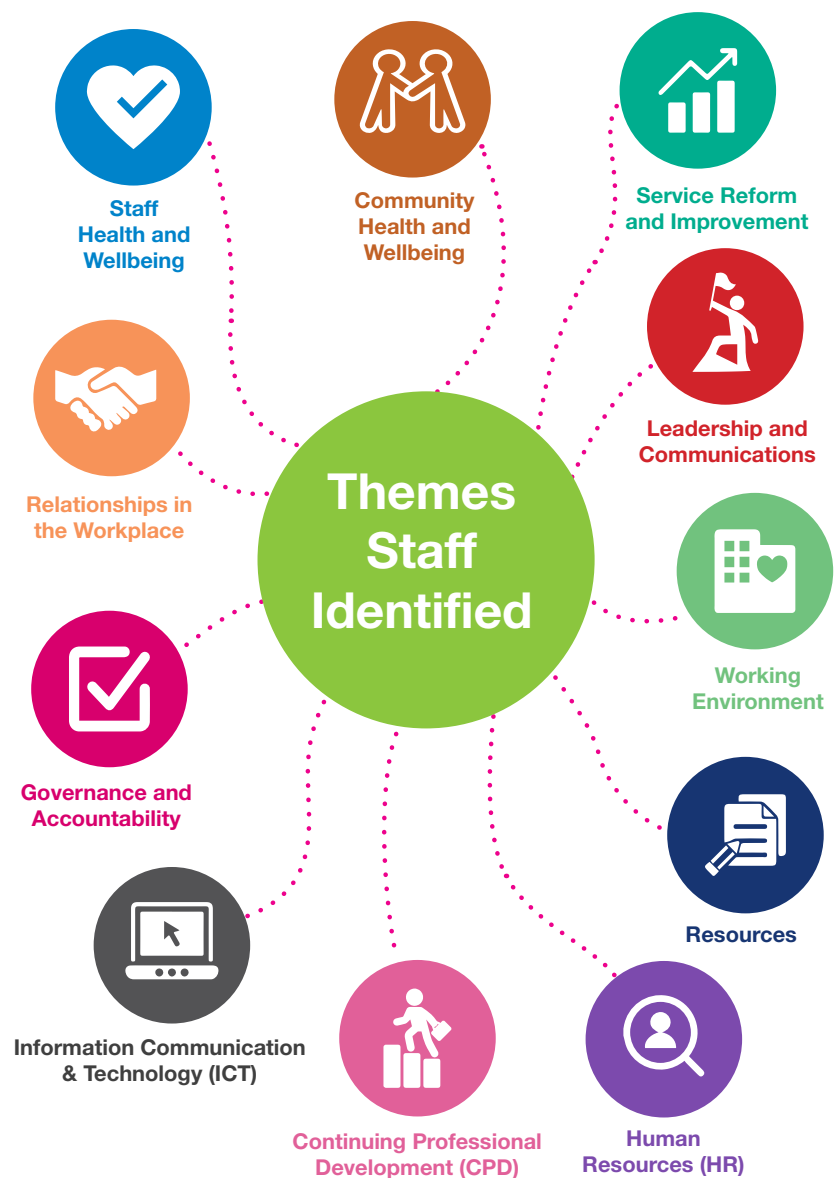 Staff
Health and
Wellbeing
Community
Health and
Wellbeing
Service Reform
and Improvement
Relationships in
the Workplace
Themes
Staff
Identified
Leadership and
Communications
Governance and
Accountability
Working
Environment
Resources
Information Communication
& Technology (ICT)
Continuing Professional
Development (CPD)
Human
Resources (HR)